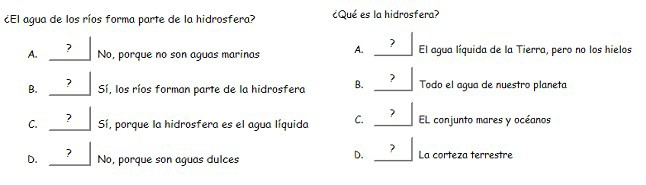 ¿El agua de los ríos forma parte de la hidrosfera?
A. ? No, porque no son aguas marinas
B. ? Sí, los ríos forman parte de la hidrosfera
C. ? Sí, porque la hidrosfera es el agua líquida
D. ? No, porque son aguas dulces
¿Qué es la hidrosfera?
A. ? El agua líquida de la Tierra, pero no los hielos
B. ? Todo el agua de nuestro planeta
C. ? EL conjunto mares y océanos
D. ? La corteza terrestre